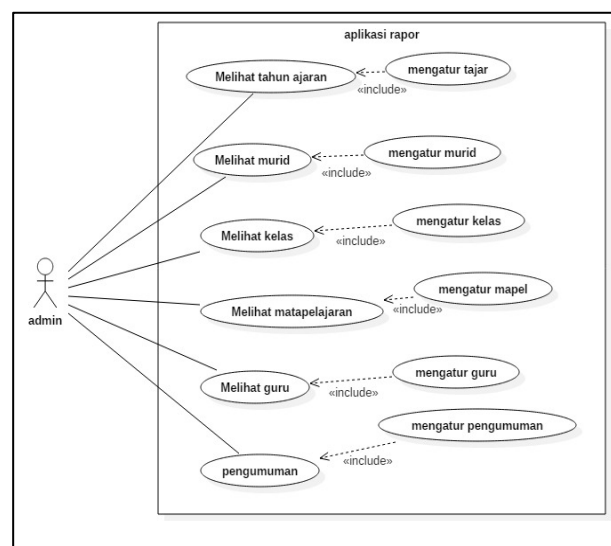 aplikasi rapor
Melihat tahun ajaran
mengatur tajar
«include»
Melihat murid
mengatur murid
«include»
Melihat kelas
mengatur kelas
«include»
admin
Melihat matapelajaran
mengatur mapel
«include»
Melihat guru
mengatur guru
«include»
mengatur pengumuman
pengumuman
«include»